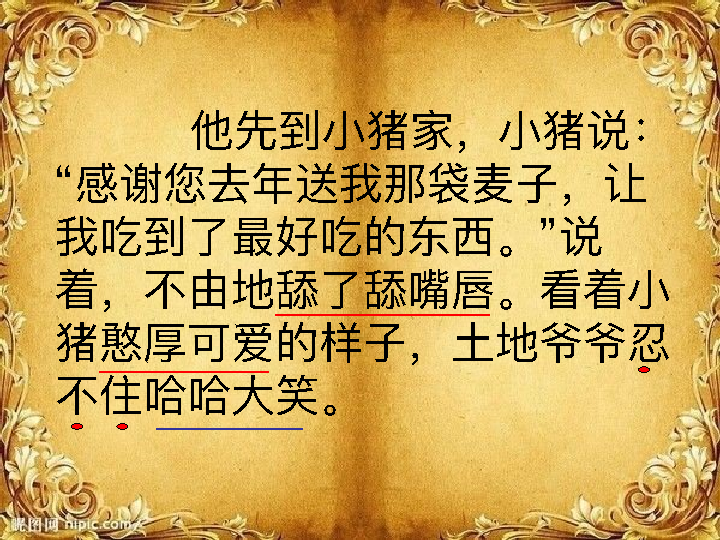 他先到小猪家，小猪说：
“感谢您去年送我那袋麦子，让
我吃到了最好吃的东西。”说
着，不由地舔了舔嘴唇。看着小
猪憨厚可爱的样子，土地爷爷忍
不住哈哈大笑。
昵图网 nipic.com